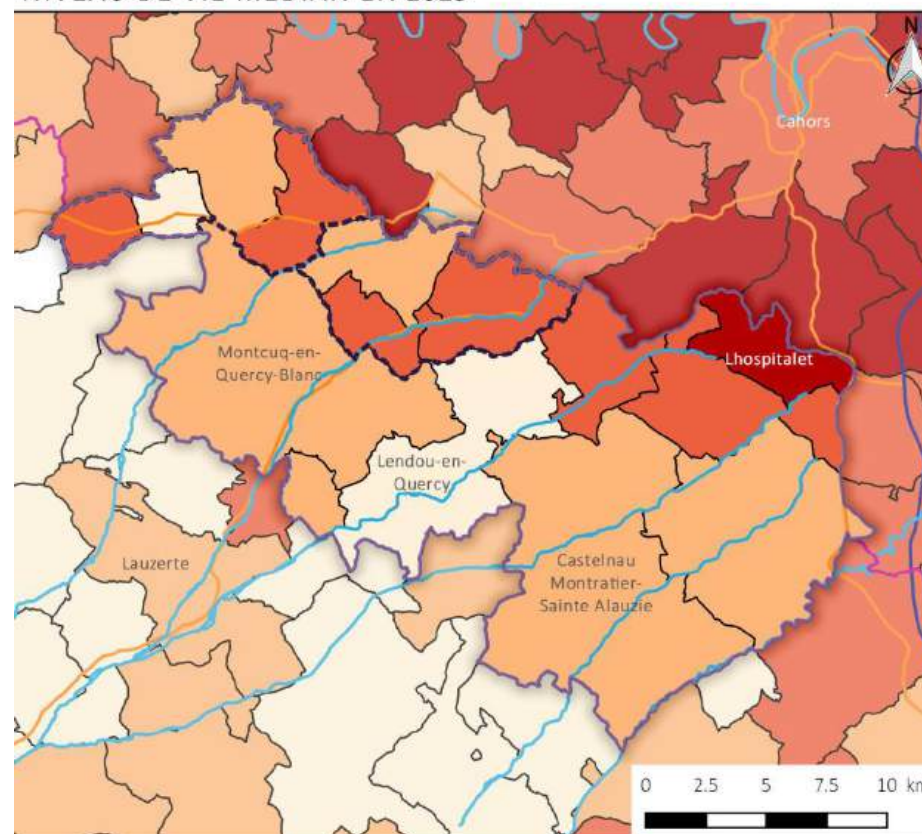 N
Cahors
Lhospitalet
Montcuq-en-
Quercy-Blanc
Lendou-en-
Quercy
Lauzerte
Castelnau
Montratier-
Sainte Alauzie
0 2.5 5 7.5 10 km